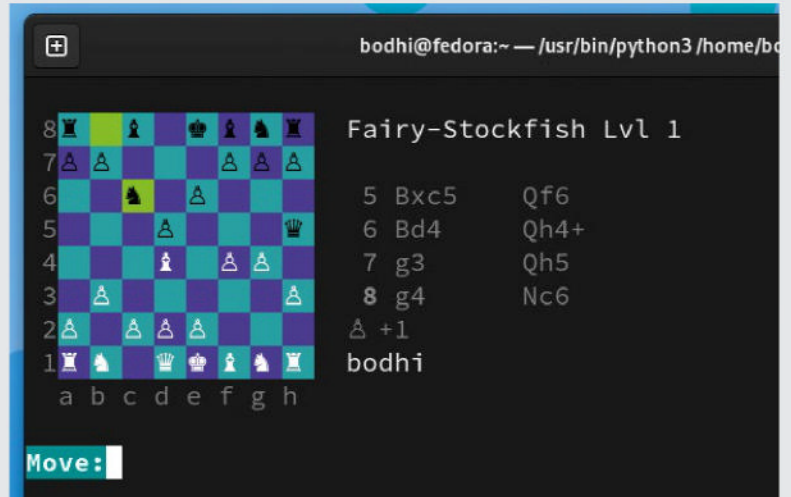 bodhi@fedora:~ — /usr/bin/python3 /home/bo
8 Fairy-Stockfish Lvl 1
7
6 5 Bxc5 Qf6
5 6 Bd4 Qh4+
4 7 g3 Qh5
3 8 g4 Nc6
2 +1
1 bodhi
a b c d e f g h
Move: